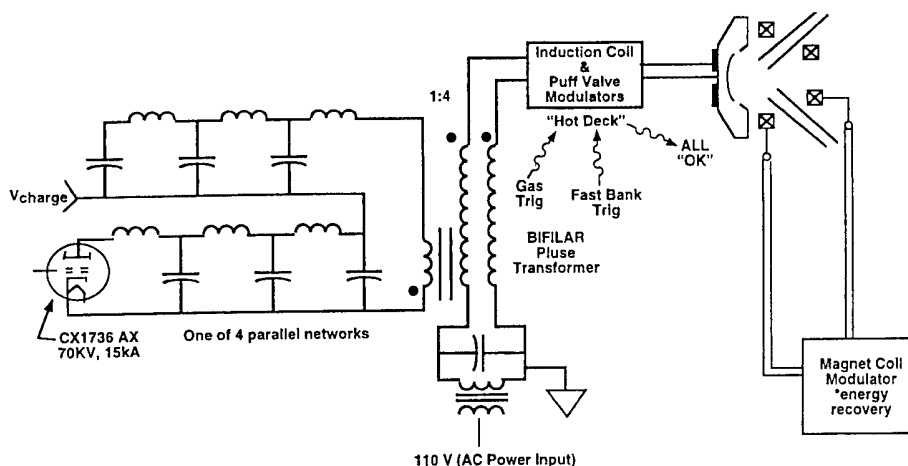 Induction Coil
&
Puff Valve
Modulators
1:4
"Hot Deck"
ALL
"OK"
Gas
Trig
Fast Bank
Trig
Vcharge
BIFILAR
Pluse
Transformer
CX1736 AX
70KV, 15kA
One of 4 parallel networks
Magnet Coil
Modulator
*energy
recovery
110 V (AC Power Input)